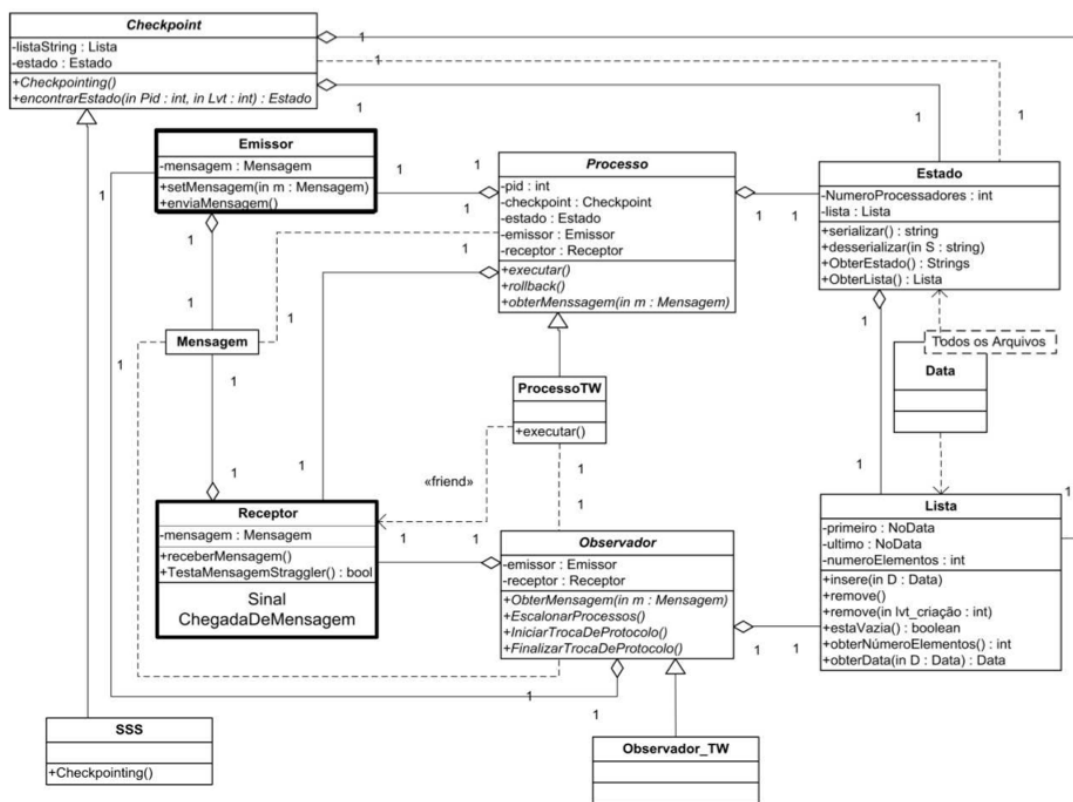 Checkpoint
-listaString : Lista
-estado : Estado
+Checkpointing()
+encontrarEstado(in Pid : int, in Lvt : int) : Estado
1
1
1
1
1
1
Emissor
-mensagem : Mensagem
+setMensagem(in m : Mensagem)
+enviaMensagem()
1
1
1
1
Processo
-pid : int
-checkpoint : Checkpoint
-estado : Estado
-emissor : Emissor
-receptor : Receptor
+executar()
+rollback()
+obterMenssagem(in m : Mensagem)
1
1
Estado
-NumeroProcessadores : int
-lista : Lista
+serializar() : string
+desserializar(in S : string)
+ObterEstado() : Strings
+ObterLista() : Lista
1
1
1
1
1
1
Mensagem
1
1
Todos os Arquivos
Data
ProcessoTW
+executar()
1
1
1
1
«friend»
1
1
1
Receptor
-mensagem : Mensagem
+receberMensagem()
+TestaMensagemStraggler() : bool
Sinal
ChegadaDeMensagem
1
1
Observador
-emissor : Emissor
-receptor : Receptor
+ObterMensagem(in m : Mensagem)
+EscalonarProcessos()
+IniciarTrocaDeProtocolo()
+FinalizarTrocaDeProtocolo()
1
1
Lista
-primeiro : NoData
-ultimo : NoData
-numeroElementos : int
+insere(in D : Data)
+remove()
+remove(in lvt_criação : int)
+estaVazia() : boolean
+obterNúmeroElementos() : int
+obterData(in D : Data) : Data
1
1
1
SSS
+Checkpointing()
Observador_TW